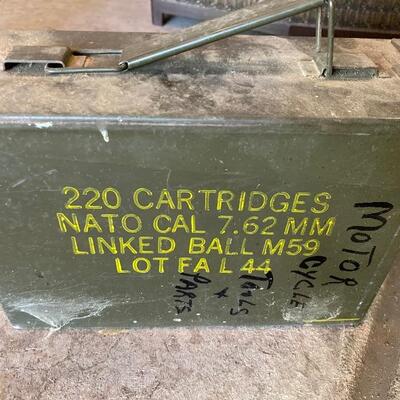 220 CARTRIDGES
NATO CAL 7.62 MM
LINKED BALL M59
LOT FA L 44
MOTOR
CYCLE
TOOLS
+
PARTS